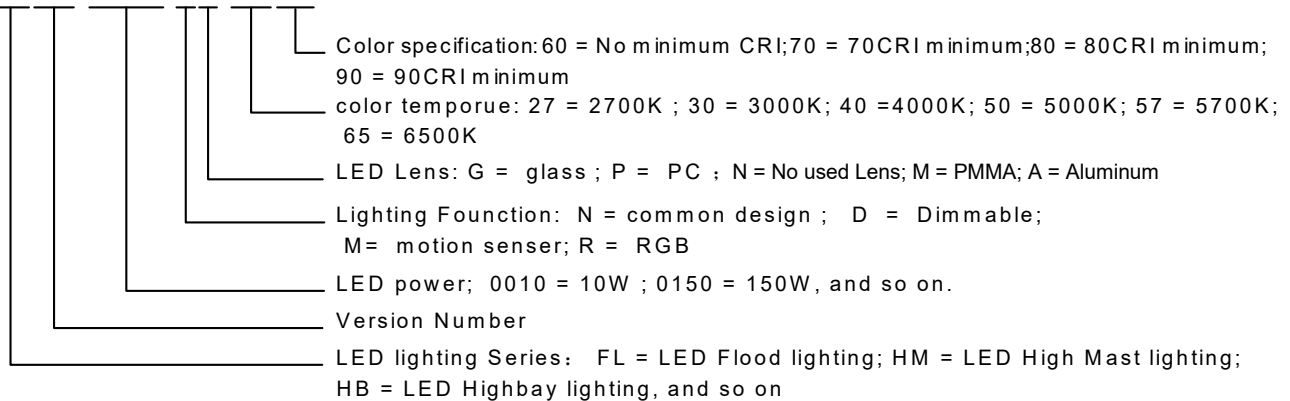 Color specification:60 = No minimum CRI;70 = 70CRI minimum;80 = 80CRI minimum;
90 = 90CRI minimum
color temporue: 27 = 2700K ; 30 = 3000K; 40 =4000K; 50 = 5000K; 57 = 5700K;
65 = 6500K
LED Lens: G = glass ; P = PC ；N = No used Lens; M = PMMA; A = Aluminum
Lighting Founction: N = common design ; D = Dimmable;
M= motion senser; R = RGB
LED power; 0010 = 10W ; 0150 = 150W, and so on.
Version Number
LED lighting Series： FL = LED Flood lighting; HM = LED High Mast lighting;
HB = LED Highbay lighting, and so on